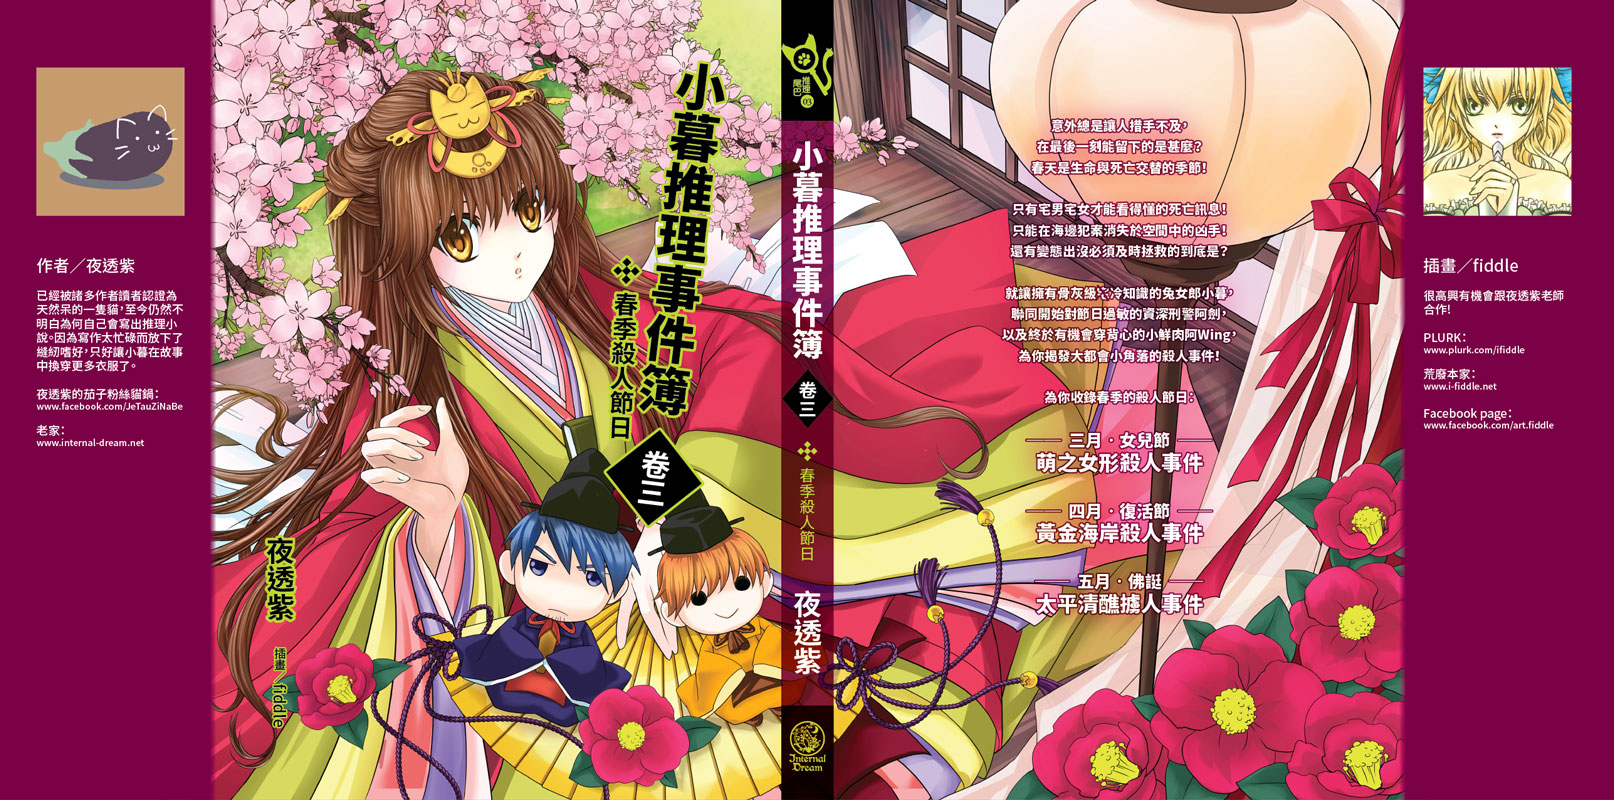 作者／夜透紫
已經被諸多作者讀者認證為
天然呆的一隻貓，至今仍然不
明白為何自己會寫出推理小
說。因為寫作太忙碌而放下了
縫紉嗜好，只好讓小暮在故事
中換穿更多衣服了。
夜透紫的茄子粉絲貓鍋：
www.facebook.com/JeTauZiNaBe
老家：
www.internal-dream.net
小暮推理事件簿
春季殺人節日
卷三
夜透紫
插畫／fiddle
推理
尾巴
03
小暮推理事件簿
卷三
春季殺人節日
夜透紫
Internal
Dream
意外總是讓人措手不及，
在最後一刻能留下的是甚麼？
春天是生命與死亡交替的季節！
只有宅男宅女才能看得懂的死亡訊息！
只能在海邊犯案消失於空間中的凶手！
還有變態出沒必須及時拯救的到底是？
就讓擁有骨灰級冷知識的兔女郎小暮，
聯同開始對節日過敏的資深刑警阿劍，
以及終於有機會穿背心的小鮮肉阿Wing，
為你揭發大都會小角落的殺人事件！
為你收錄春季的殺人節日：
三月．女兒節
萌之女形殺人事件
四月．復活節
黃金海岸殺人事件
五月．佛誕
太平清醮擄人事件
插畫／fiddle
很高興有機會跟夜透紫老師
合作！
PLURK：
www.plurk.com/ifiddle
荒廢本家：
www.i-fiddle.net
Facebook page：
www.facebook.com/art.fiddle